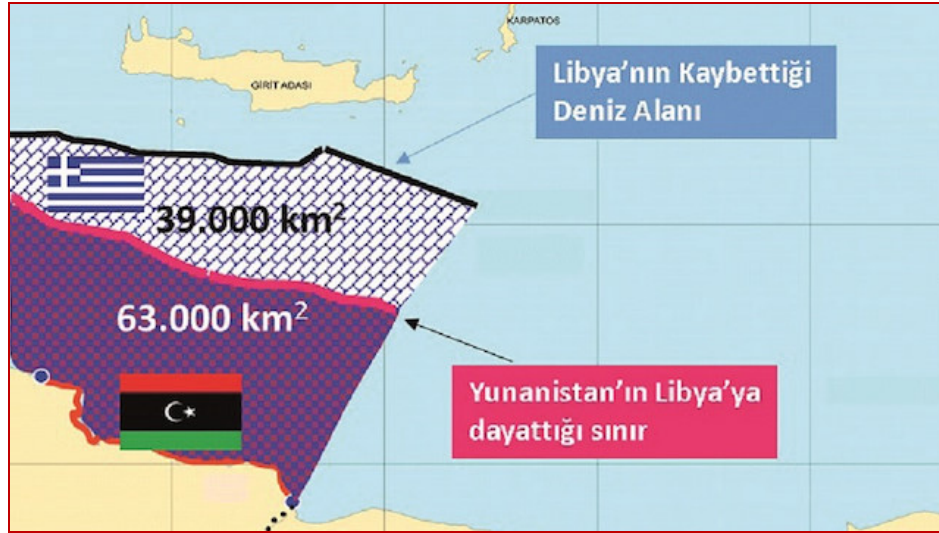 KARPATOS
Libya’nın Kaybettiği
Deniz Alanı
GİRİT ADASI
39.000 km²
63.000 km²
Yunanistan’ın Libya’ya
dayattığı sınır